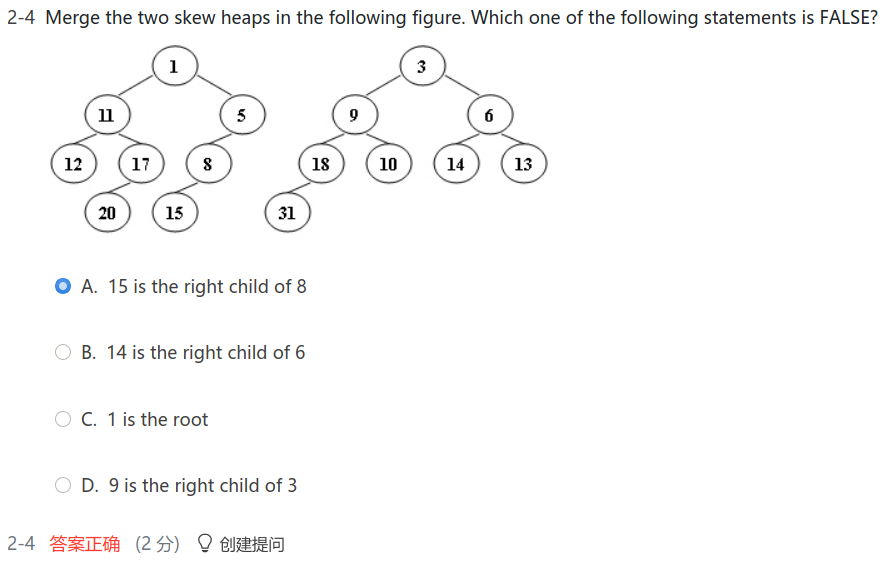 2-4 Merge the two skew heaps in the following figure. Which one of the following statements is FALSE?
1 3
11 5 9 6
12 17 8 18 10 14 13
20 15 31
A. 15 is the right child of 8
B. 14 is the right child of 6
C. 1 is the root
D. 9 is the right child of 3
2-4 答案正确 (2 分) 创建提问